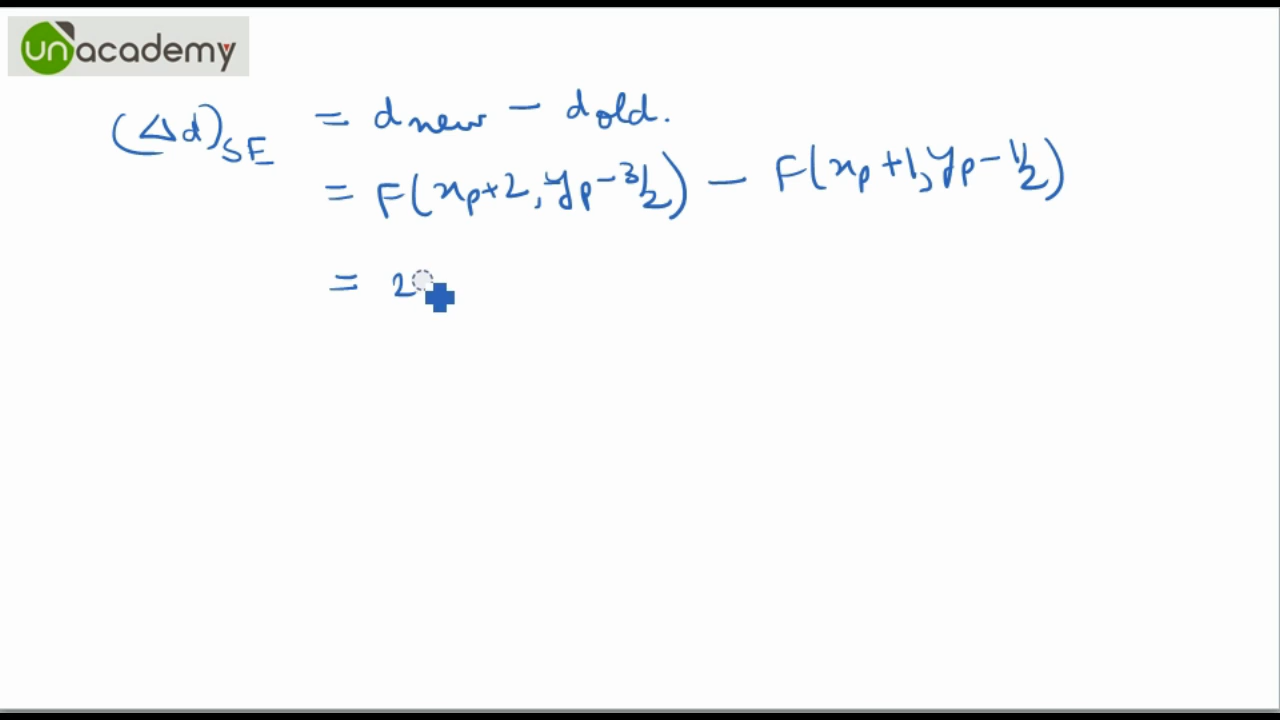 unacademy
(Δd)SE = dnew − dold.
= F(xp+2, yp−3/2) − F(xp+1, yp−1/2)
= 2